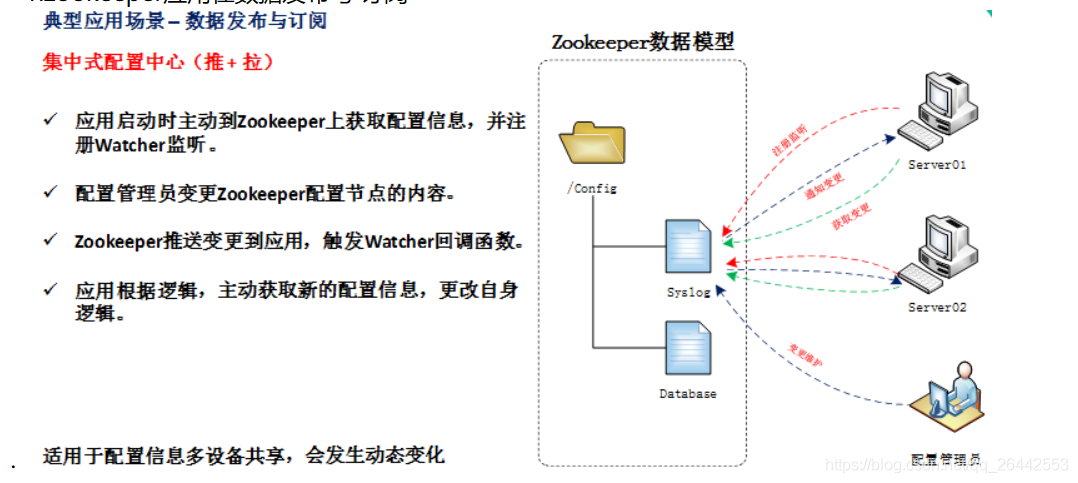 典型应用场景 – 数据发布与订阅
集中式配置中心（推+ 拉）
✓ 应用启动时主动到Zookeeper上获取配置信息，并注
册Watcher监听。
✓ 配置管理员变更Zookeeper配置节点的内容。
✓ Zookeeper推送变更到应用，触发Watcher回调函数。
✓ 应用根据逻辑，主动获取新的配置信息，更改自身
逻辑。
适用于配置信息多设备共享，会发生动态变化
Zookeeper数据模型
/Config
Syslog
Database
注册监听
通知变更
获取变更
变更维护
Server01
Server02
配置管理员